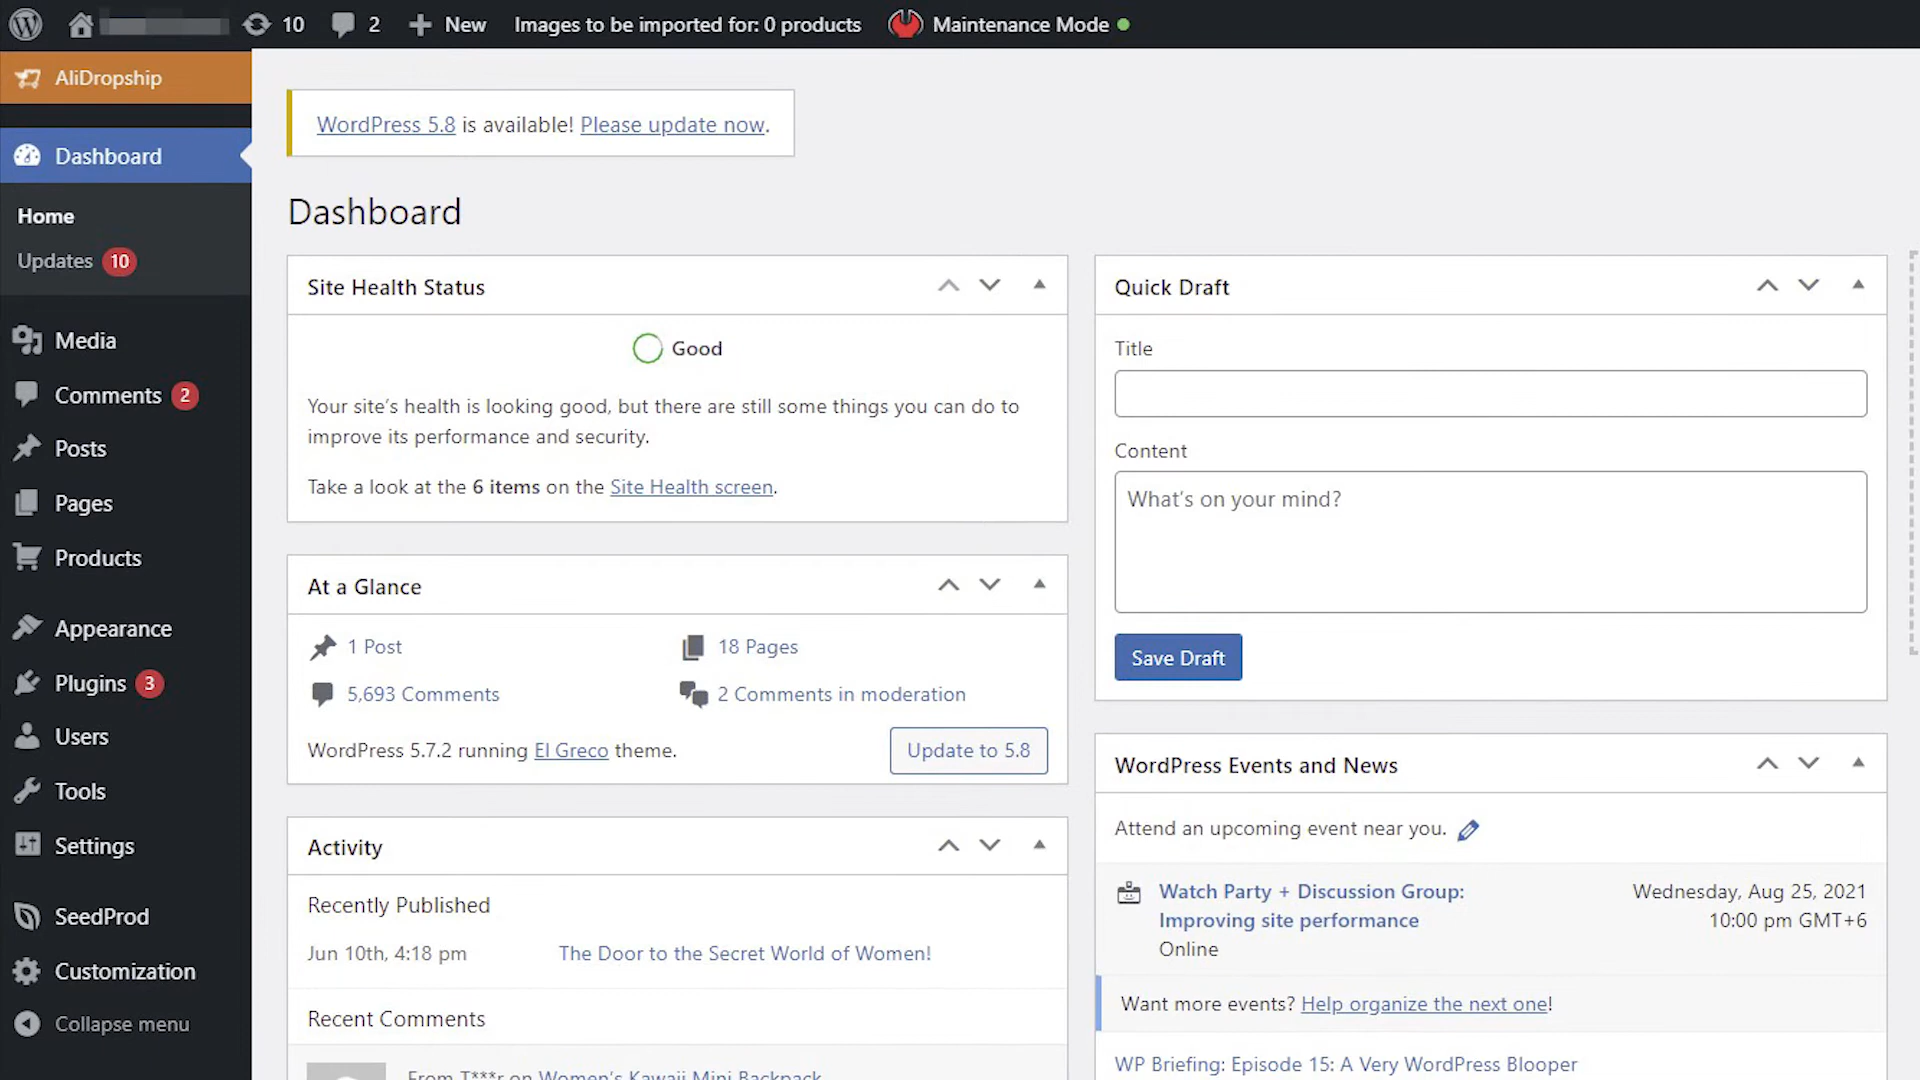 10 2 New Images to be imported for: 0 products Maintenance Mode
AliDropship
Dashboard
Home
Updates 10
Media
Comments 2
Posts
Pages
Products
Appearance
Plugins 3
Users
Tools
Settings
SeedProd
Customization
Collapse menu
WordPress 5.8 is available! Please update now.
Dashboard
Site Health Status
Good
Your site's health is looking good, but there are still some things you can do to
improve its performance and security.
Take a look at the 6 items on the Site Health screen.
At a Glance
1 Post 18 Pages
5,693 Comments 2 Comments in moderation
WordPress 5.7.2 running El Greco theme. Update to 5.8
Activity
Recently Published
Jun 10th, 4:18 pm The Door to the Secret World of Women!
Recent Comments
From T***r on Women's Kawaii Mini Backpack
Quick Draft
Title
Content
What's on your mind?
Save Draft
WordPress Events and News
Attend an upcoming event near you.
Watch Party + Discussion Group: Wednesday, Aug 25, 2021
Improving site performance 10:00 pm GMT+6
Online
Want more events? Help organize the next one!
WP Briefing: Episode 15: A Very WordPress Blooper